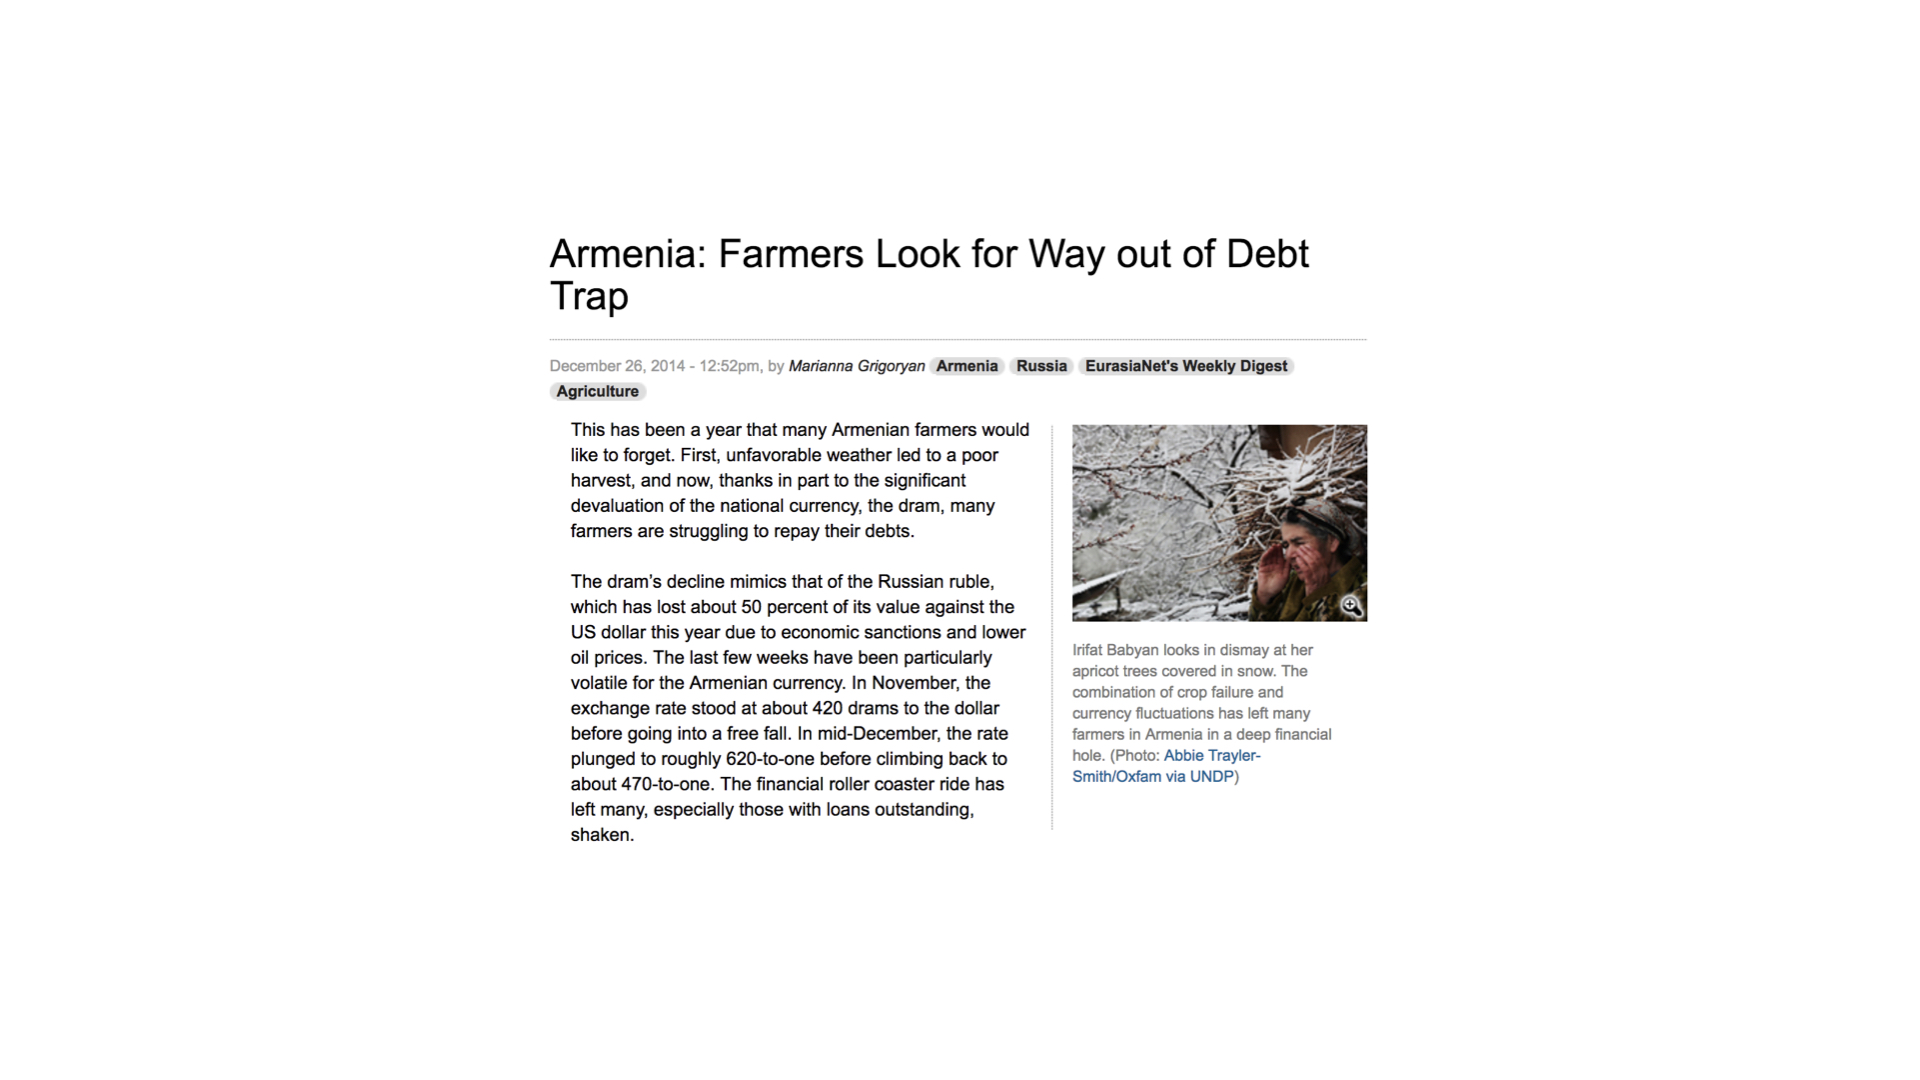 Armenia: Farmers Look for Way out of Debt
Trap
December 26, 2014 - 12:52pm, by Marianna Grigoryan Armenia Russia EurasiaNet's Weekly Digest
Agriculture
This has been a year that many Armenian farmers would
like to forget. First, unfavorable weather led to a poor
harvest, and now, thanks in part to the significant
devaluation of the national currency, the dram, many
farmers are struggling to repay their debts.
The dram’s decline mimics that of the Russian ruble,
which has lost about 50 percent of its value against the
US dollar this year due to economic sanctions and lower
oil prices. The last few weeks have been particularly
volatile for the Armenian currency. In November, the
exchange rate stood at about 420 drams to the dollar
before going into a free fall. In mid-December, the rate
plunged to roughly 620-to-one before climbing back to
about 470-to-one. The financial roller coaster ride has
left many, especially those with loans outstanding,
shaken.
Irifat Babyan looks in dismay at her
apricot trees covered in snow. The
combination of crop failure and
currency fluctuations has left many
farmers in Armenia in a deep financial
hole. (Photo: Abbie Trayler-
Smith/Oxfam via UNDP)